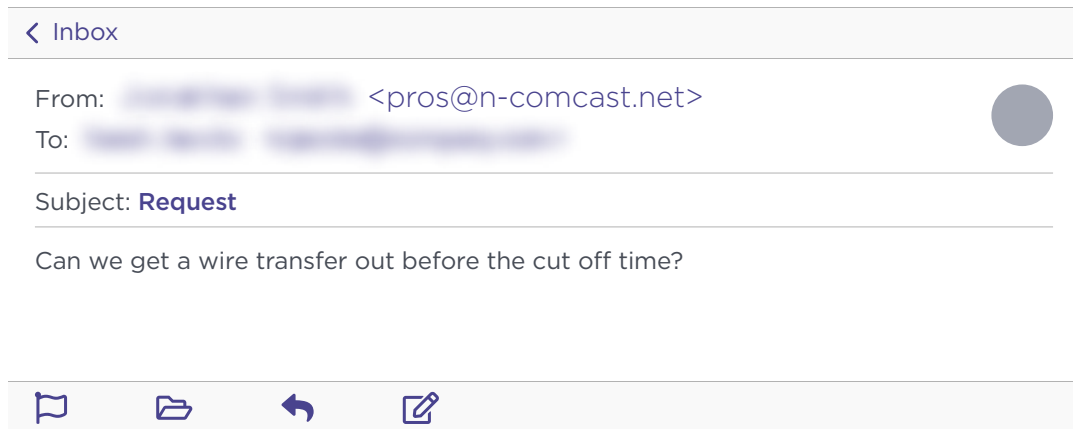 Inbox
From: <pros@n-comcast.net>
To:
Subject: Request
Can we get a wire transfer out before the cut off time?